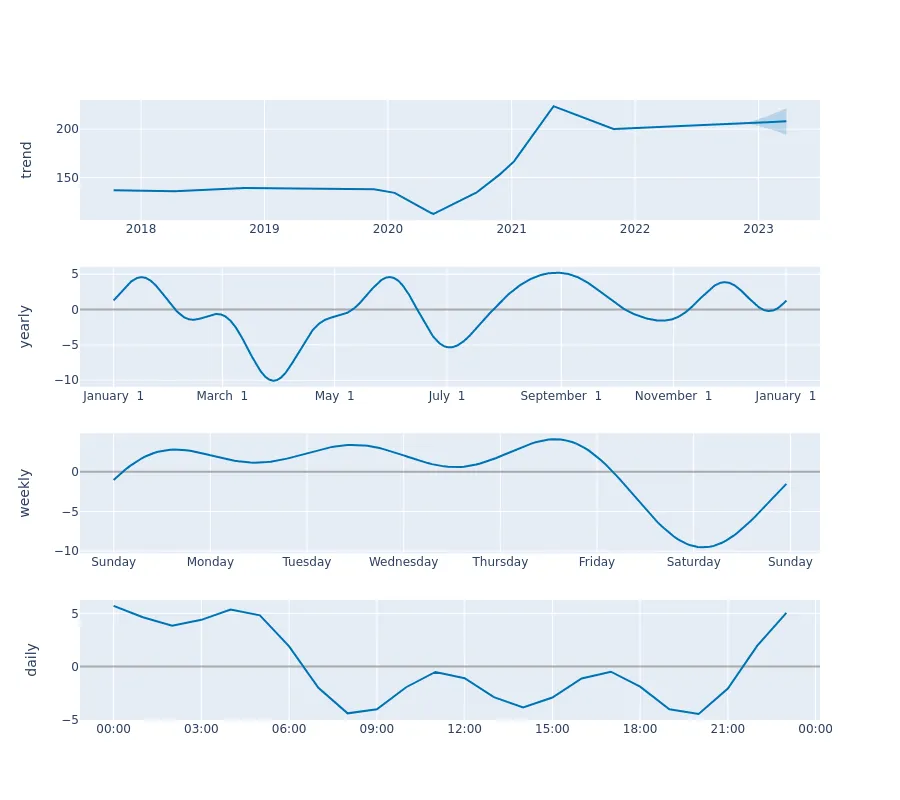 trend
200
150
2018 2019 2020 2021 2022 2023
yearly
5
0
−5
−10
January 1 March 1 May 1 July 1 September 1 November 1 January 1
weekly
0
−5
−10
Sunday Monday Tuesday Wednesday Thursday Friday Saturday Sunday
daily
5
0
−5
00:00 03:00 06:00 09:00 12:00 15:00 18:00 21:00 00:00